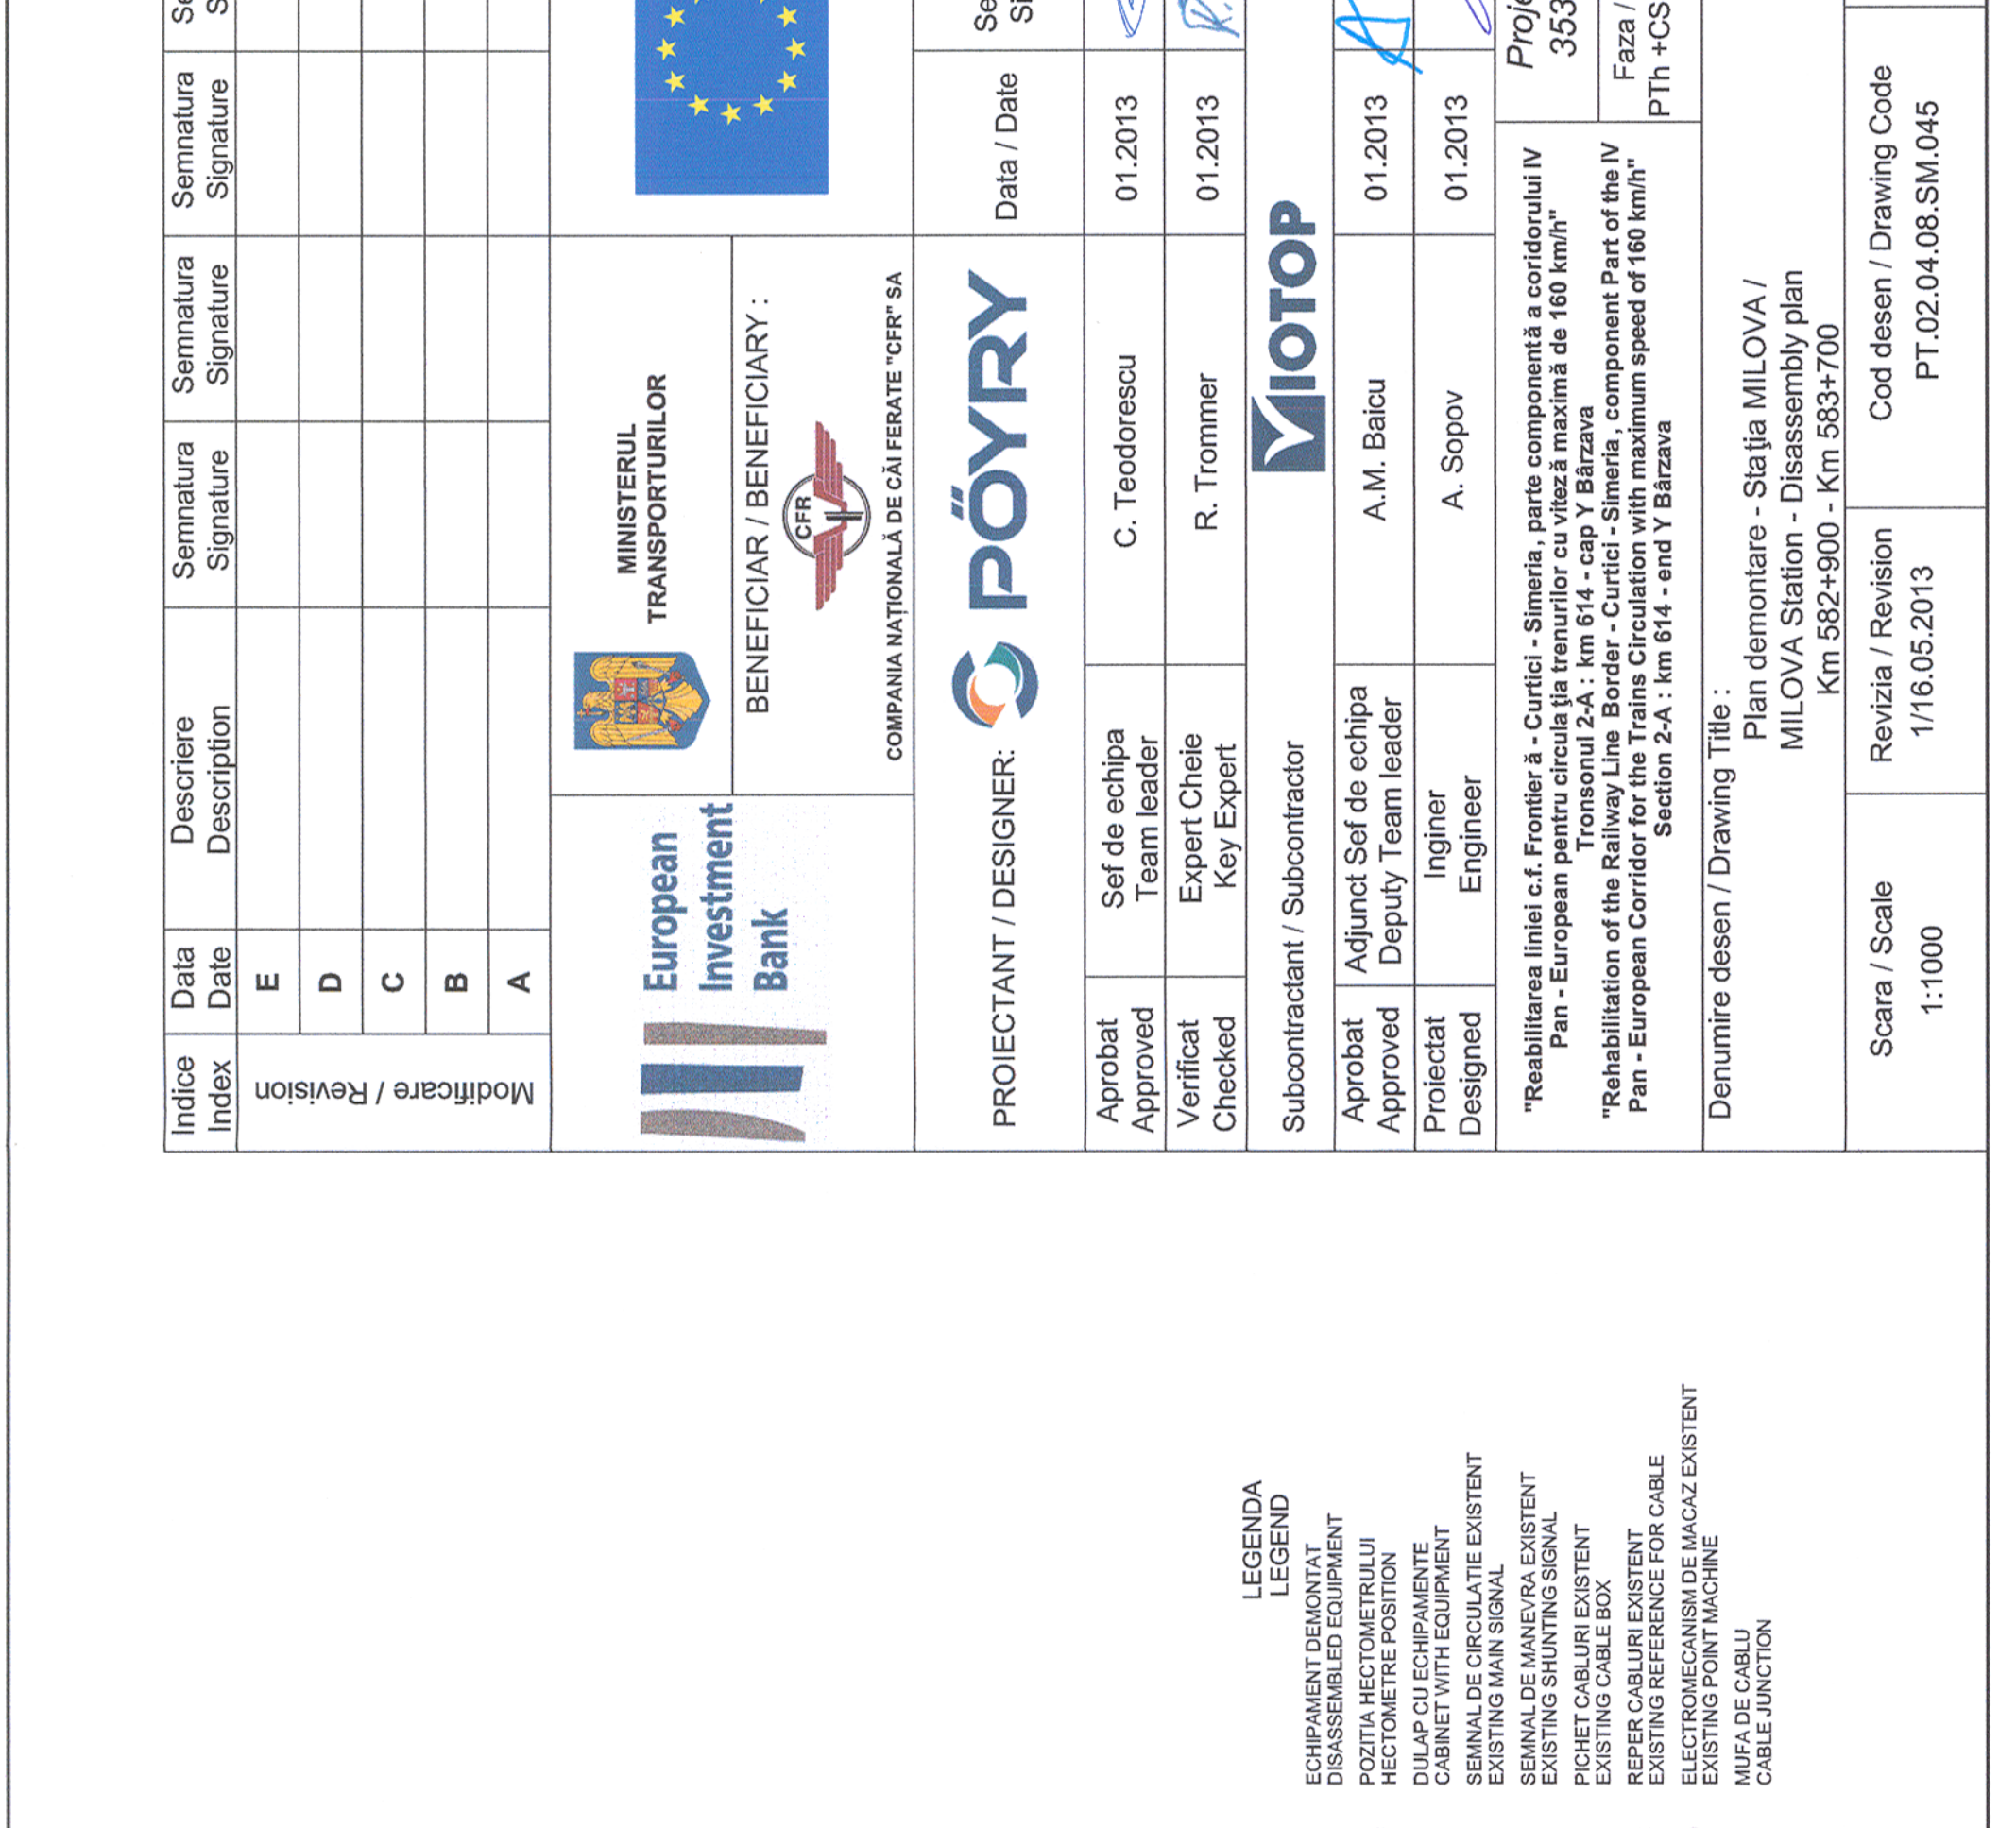 Indice
Index
Data
Date
Descriere
Description
Semnatura
Signature
Semnatura
Signature
Semnatura
Signature
Se
S
Modificare / Revision
E
D
C
B
A
European
Investment
Bank
MINISTERUL
TRANSPORTURILOR
BENEFICIAR / BENEFICIARY :
CFR
COMPANIA NAȚIONALĂ DE CĂI FERATE "CFR" SA
PROIECTANT / DESIGNER:
PÖYRY
Data / Date
Se
Si
Aprobat
Approved
Sef de echipa
Team leader
C. Teodorescu
01.2013
Verificat
Checked
Expert Cheie
Key Expert
R. Trommer
01.2013
Subcontractant / Subcontractor
VIOTOP
Aprobat
Approved
Adjunct Sef de echipa
Deputy Team leader
A.M. Baicu
01.2013
Proiectat
Designed
Inginer
Engineer
A. Sopov
01.2013
"Reabilitarea liniei c.f. Frontier ă - Curtici - Simeria, parte componentă a coridorului IV
Pan - European pentru circula ţia trenurilor cu viteză maximă de 160 km/h"
Tronsonul 2-A : km 614 - cap Y Bârzava
"Rehabilitation of the Railway Line Border - Curtici - Simeria , component Part of the IV
Pan - European Corridor for the Trains Circulation with maximum speed of 160 km/h"
Section 2-A : km 614 - end Y Bârzava
Proje
353
Faza /
PTh +CS
Denumire desen / Drawing Title :
Plan demontare - Staţia MILOVA /
MILOVA Station - Disassembly plan
Km 582+900 - Km 583+700
Scara / Scale
1:1000
Revizia / Revision
1/16.05.2013
Cod desen / Drawing Code
PT.02.04.08.SM.045
LEGENDA
LEGEND
ECHIPAMENT DEMONTAT
DISASSEMBLED EQUIPMENT
POZITIA HECTOMETRULUI
HECTOMETRE POSITION
DULAP CU ECHIPAMENTE
CABINET WITH EQUIPMENT
SEMNAL DE CIRCULATIE EXISTENT
EXISTING MAIN SIGNAL
SEMNAL DE MANEVRA EXISTENT
EXISTING SHUNTING SIGNAL
PICHET CABLURI EXISTENT
EXISTING CABLE BOX
REPER CABLURI EXISTENT
EXISTING REFERENCE FOR CABLE
ELECTROMECANISM DE MACAZ EXISTENT
EXISTING POINT MACHINE
MUFA DE CABLU
CABLE JUNCTION